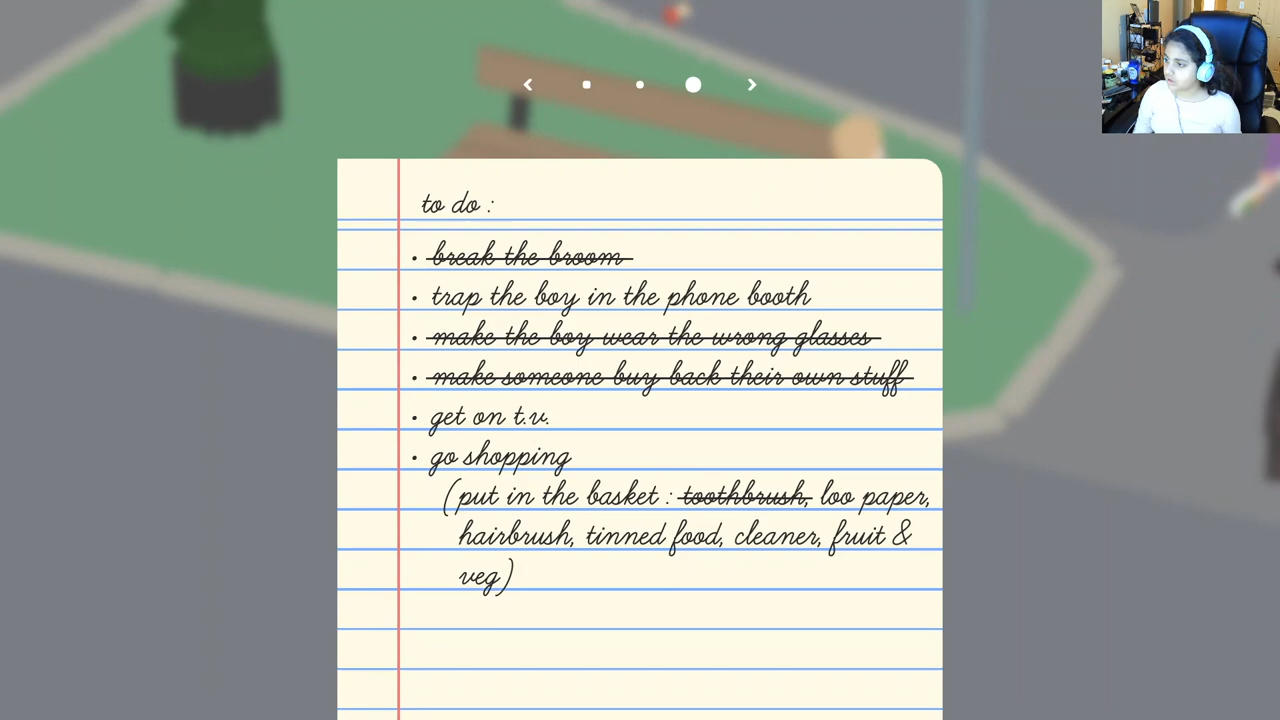 to do :
• break the broom
• trap the boy in the phone booth
• make the boy wear the wrong glasses
• make someone buy back their own stuff
• get on t.v.
• go shopping
(put in the basket : toothbrush, loo paper,
hairbrush, tinned food, cleaner, fruit &
veg)